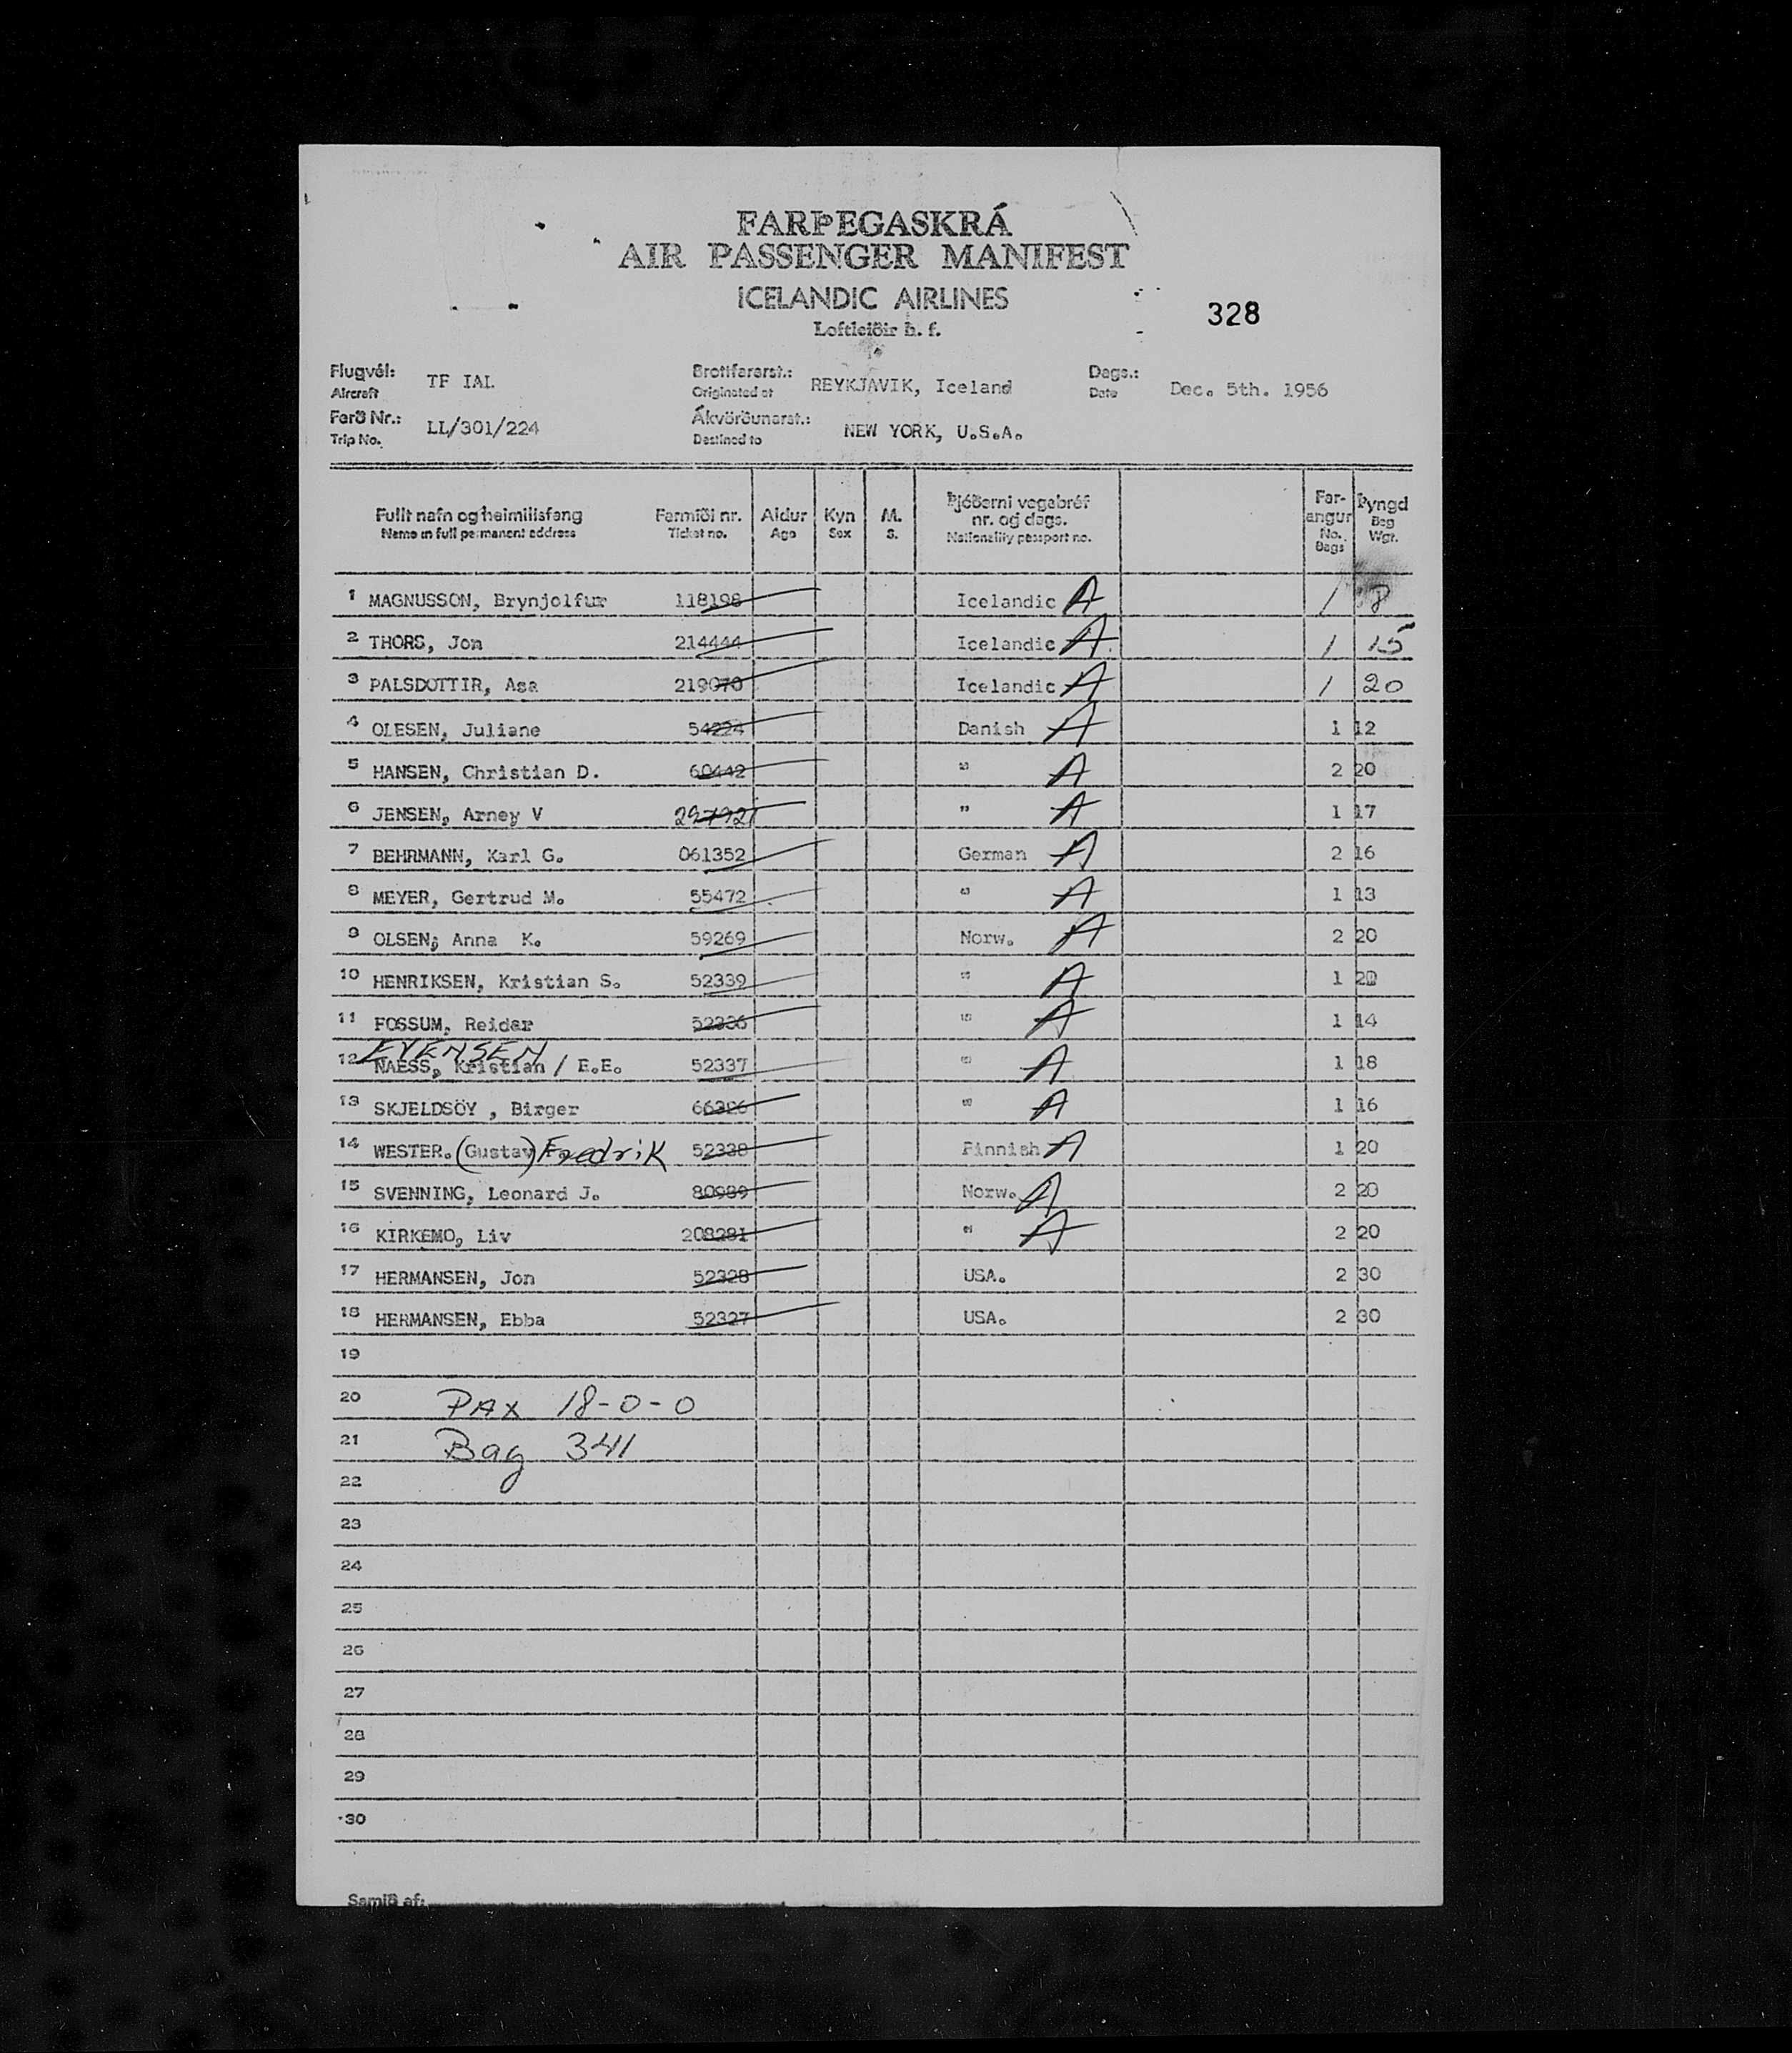 FARÞEGASKRÁ
AIR PASSENGER MANIFEST
ICELANDIC AIRLINES
Loftleiðir h. f.
328
Flugvél: TF IAL Brottfararst.: REYKJAVIK, Iceland Dags.: Dec. 5th. 1956
Aircraft Originated at Date
Ferð Nr.: LL/301/224 Ákvörðunarst.: NEW YORK, U.S.A.
Trip No. Destined to
Fullt nafn og heimilisfang Farmiði nr. Aldur Kyn M. Þjóðerni vegabréf nr. og dags. Far-angur Þyngd
Name in full permanent address Ticket no. Age Sex S. Nationality passport no. No. Bags Bag Wgt.
1 MAGNUSSON, Brynjolfur 118198 Icelandic A 1 8
2 THORS, Jon 214444 Icelandic A 1 15
3 PALSDOTTIR, Asa 219070 Icelandic A 1 20
4 OLESEN, Juliane 54224 Danish A 1 12
5 HANSEN, Christian D. 60442 " A 2 20
6 JENSEN, Arney V " A 1 17
7 BEHRMANN, Karl G. 061352 German A 2 16
8 MEYER, Gertrud M. 55472 " A 1 13
9 OLSEN; Anna K. 59269 Norw. A 2 20
10 HENRIKSEN, Kristian S. 52339 " A 1 20
11 FOSSUM, Reidar 52336 " A 1 14
EVENSEN
12 NAESS, Kristian / E.E. 52337 " A 1 18
13 SKJELDSÖY , Birger 66326 " A 1 16
14 WESTER. (Gustav) Fredrik 52338 Finnish A 1 20
15 SVENNING, Leonard J. 80989 Norw. A 2 20
16 KIRKEMO, Liv 208281 " A 2 20
17 HERMANSEN, Jon 52328 USA. 2 30
18 HERMANSEN, Ebba 52327 USA. 2 30
19
20 PAX 18-0-0
21 Bag 341
22
23
24
25
26
27
28
29
30
Samið af: